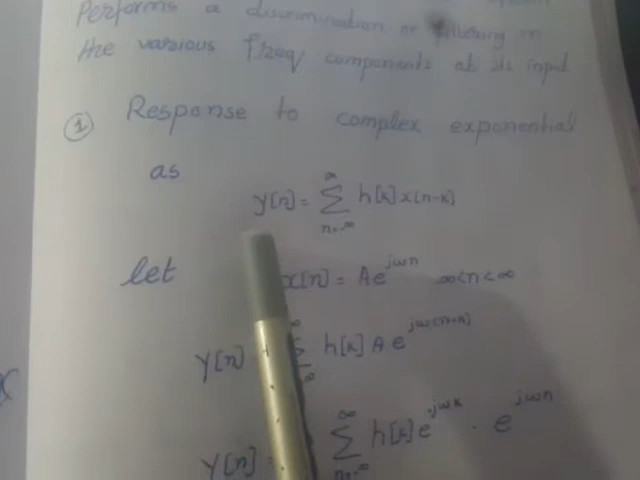 Performs a discrimination or filtering on
the various freq components at its input
① Response to complex exponential
as
y[n] = ∑ h[k] x(n-k)
∞
n=-∞
let x[n] = Ae^{jωn} ∞<n<∞
y[n] h[k] A e^{jω(n-k)}
y[n] = ∑ h[k] e^{jωk} . e^{jωn}
∞
n=-∞